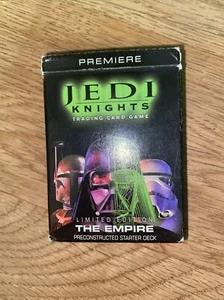 PREMIERE
JEDI
KNIGHTS
TRADING CARD GAME
LIMITED EDITION
THE EMPIRE
PRECONSTRUCTED STARTER DECK